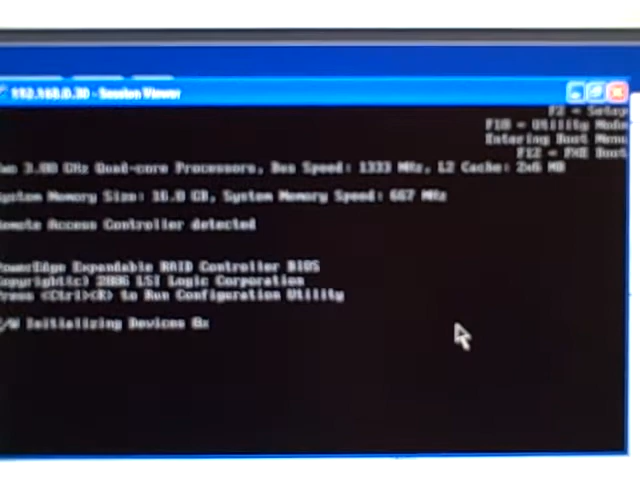 192.168.0.30 - Session Viewer
F2 = Setup
F10 = Utility Mode
Entering Boot Menu
F12 = PXE Boot
Two 3.00 GHz Quad-core Processors, Bus Speed: 1333 MHz, L2 Cache: 2x6 MB
System Memory Size: 16.0 GB, System Memory Speed: 667 MHz
Remote Access Controller detected
PowerEdge Expandable RAID Controller BIOS
Copyright(c) 2006 LSI Logic Corporation
Press <Ctrl><R> to Run Configuration Utility
F/W Initializing Devices 0%